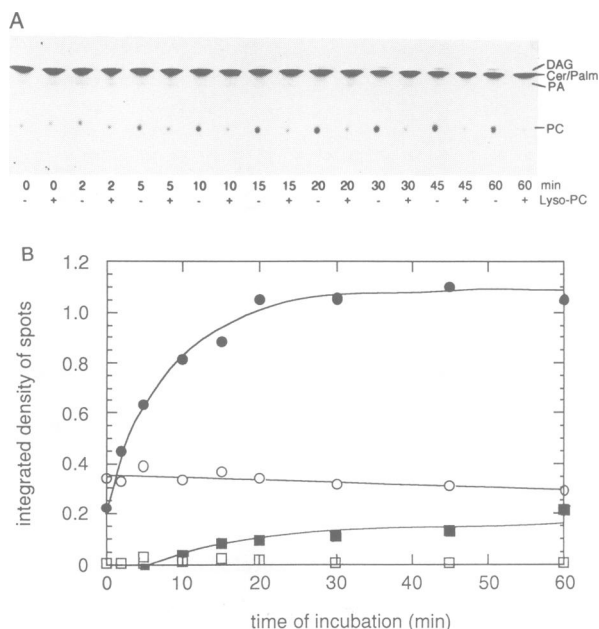 A
DAG
Cer/Palm
PA
PC
0 0 2 2 5 5 10 10 15 15 20 20 30 30 45 45 60 60 min
- + - + - + - + - + - + - + - + - + Lyso-PC
B
1.2
1.0
0.8
0.6
0.4
0.2
0
integrated density of spots
0 10 20 30 40 50 60
time of incubation (min)